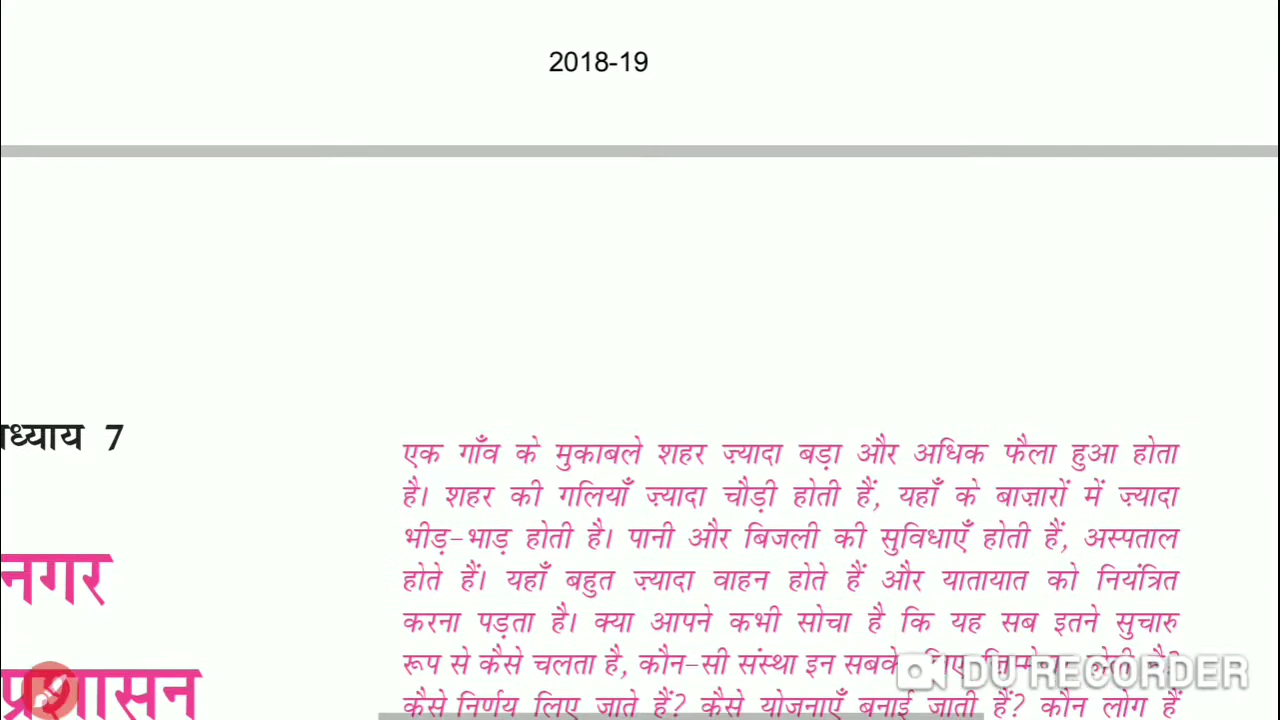 2018-19
ध्याय 7
नगर
प्रशासन
एक गाँव के मुकाबले शहर ज़्यादा बड़ा और अधिक फैला हुआ होता
है। शहर की गलियाँ ज़्यादा चौड़ी होती हैं, यहाँ के बाज़ारों में ज़्यादा
भीड़-भाड़ होती है। पानी और बिजली की सुविधाएँ होती हैं, अस्पताल
होते हैं। यहाँ बहुत ज़्यादा वाहन होते हैं और यातायात को नियंत्रित
करना पड़ता है। क्या आपने कभी सोचा है कि यह सब इतने सुचारु
रूप से कैसे चलता है, कौन-सी संस्था इन सबके
कैसे निर्णय लिए जाते हैं? कैसे योजनाएँ बनाई जाती हैं? कौन लोग हैं
DU RECORDER